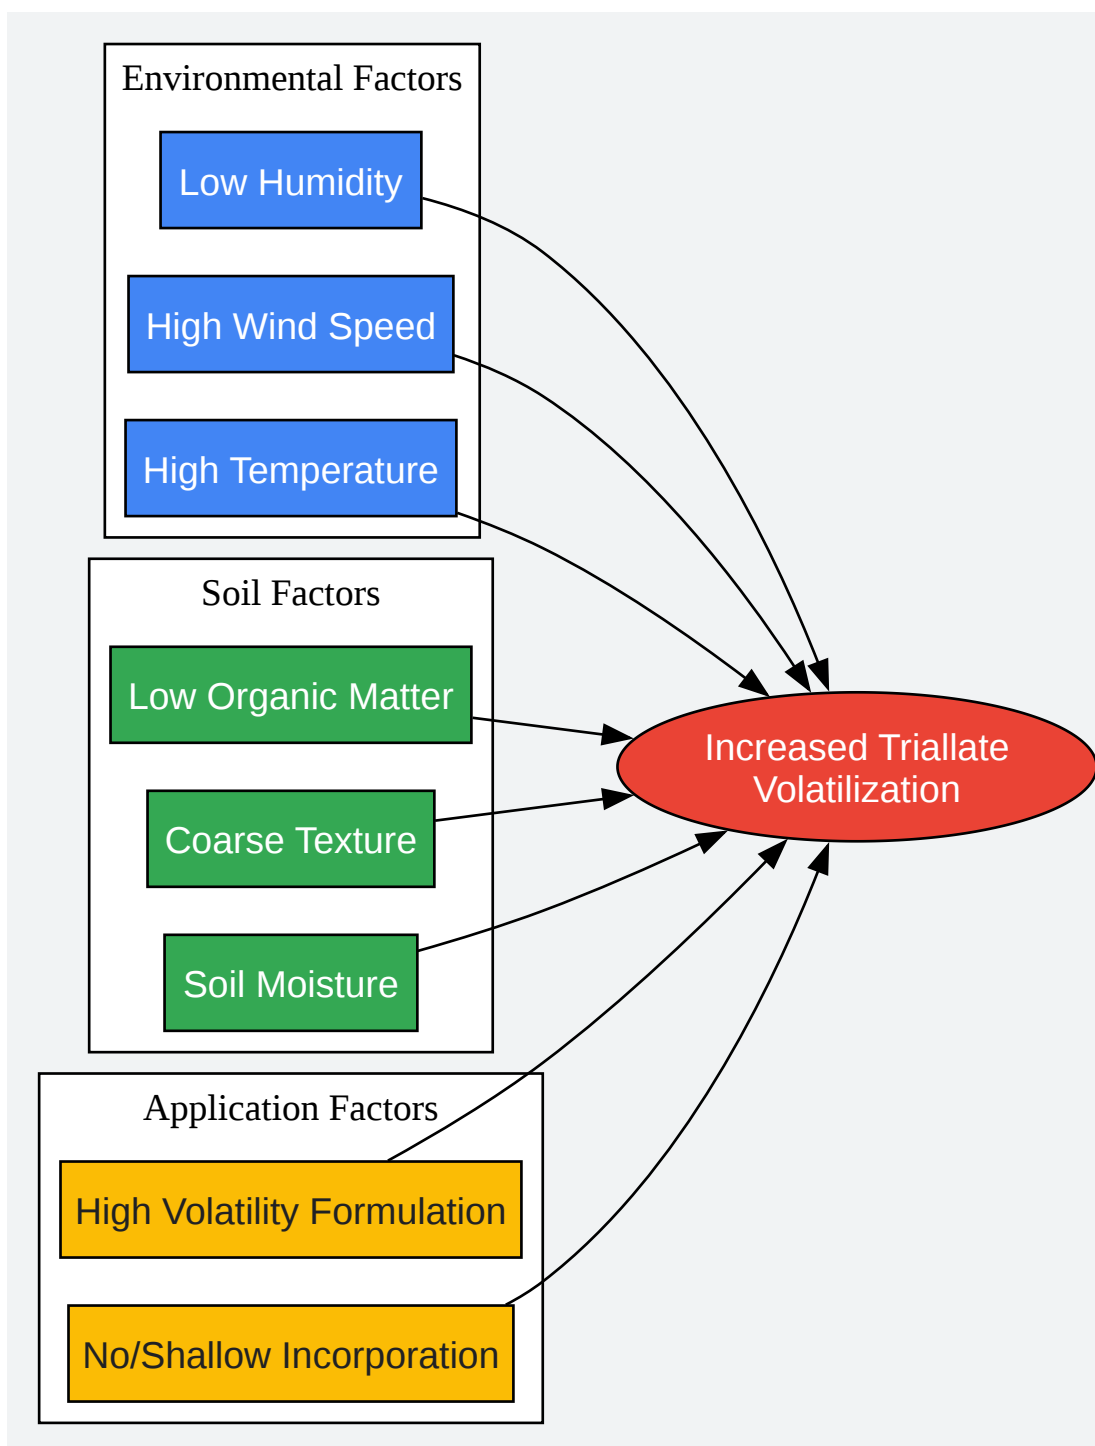 Environmental Factors
Low Humidity
High Wind Speed
High Temperature
Soil Factors
Low Organic Matter
Coarse Texture
Soil Moisture
Application Factors
High Volatility Formulation
No/Shallow Incorporation
Increased Triallate
Volatilization